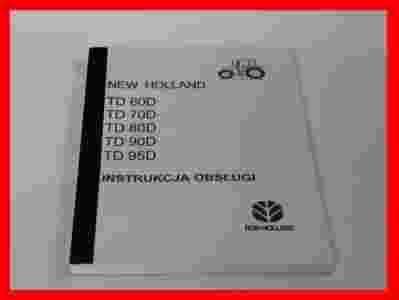 NEW HOLLAND
TD 60D
TD 70D
TD 80D
TD 90D
TD 95D
INSTRUKCJA OBSŁUGI
NEW HOLLAND